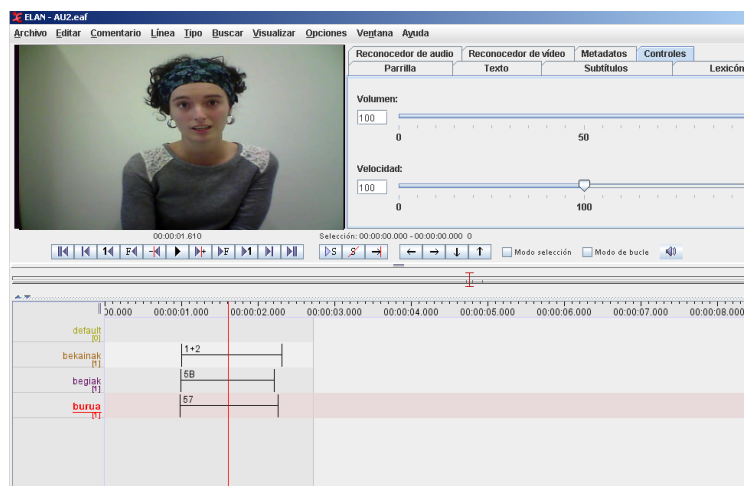 ELAN - AU2.eaf
Archivo Editar Comentario Línea Tipo Buscar Visualizar Opciones Ventana Ayuda
Reconocedor de audio Reconocedor de vídeo Metadatos Controles
Parrilla Texto Subtítulos Lexicón
Volumen:
100
0 50
Velocidad:
100
0 100
00:00:01.610 Selección: 00:00:00.000 - 00:00:00.000 0
1 F + F 1 S S Modo selección Modo de bucle
00.000 00:00:01.000 00:00:02.000 00:00:03.000 00:00:04.000 00:00:05.000 00:00:06.000 00:00:07.000 00:00:08.000
default
[0]
bekainak 1+2
[1]
begiak 5B
[1]
burua 57
[1]